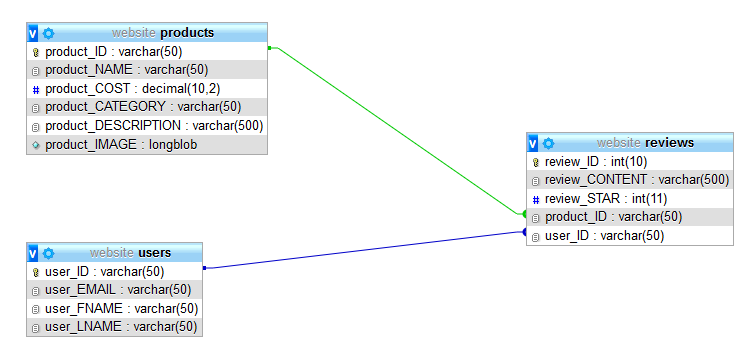 website products
product_ID : varchar(50)
product_NAME : varchar(50)
# product_COST : decimal(10,2)
product_CATEGORY : varchar(50)
product_DESCRIPTION : varchar(500)
product_IMAGE : longblob
website reviews
review_ID : int(10)
review_CONTENT : varchar(500)
# review_STAR : int(11)
product_ID : varchar(50)
user_ID : varchar(50)
website users
user_ID : varchar(50)
user_EMAIL : varchar(50)
user_FNAME : varchar(50)
user_LNAME : varchar(50)